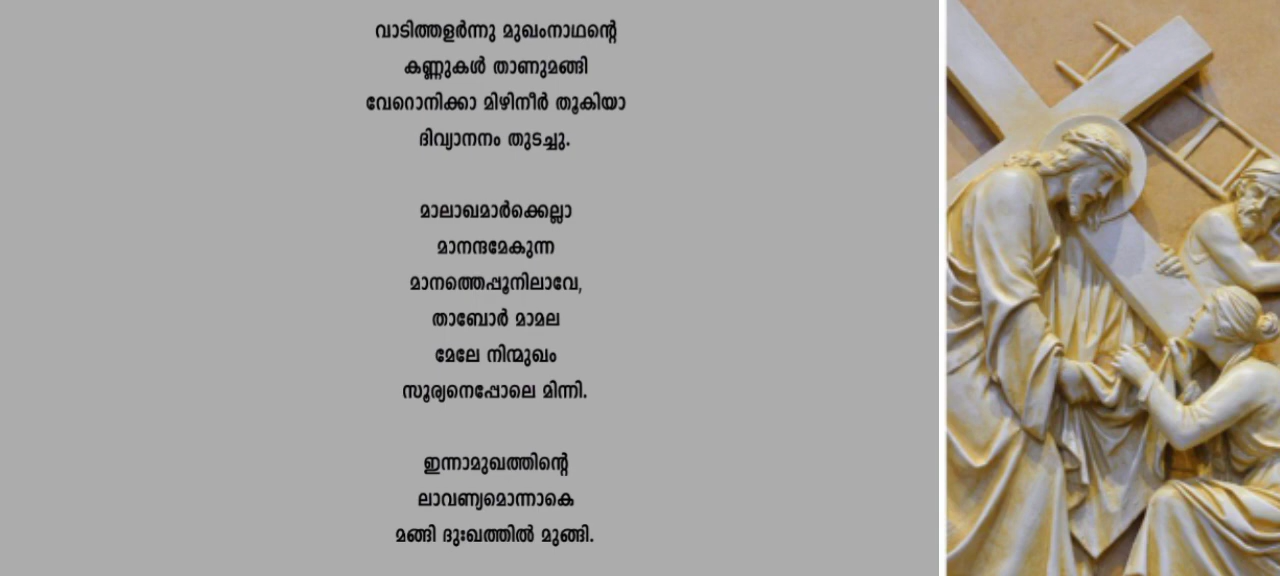 വാടിത്തളർന്നു മുഖംനാഥന്റെ
കണ്ണുകൾ താണുമങ്ങി
വേറൊനിക്കാ മിഴിനീർ തൂകിയാ
ദിവ്യാനനം തുടച്ചു.
മാലാഖമാർക്കെല്ലാ
മാനന്ദമേകുന്ന
മാനത്തെപ്പൂനിലാവേ,
താബോർ മാമല
മേലേ നിന്മുഖം
സൂര്യനെപ്പോലെ മിന്നി.
ഇന്നാമുഖത്തിന്റെ
ലാവണ്യമൊന്നാകെ
മങ്ങി ദുഃഖത്തിൽ മുങ്ങി.